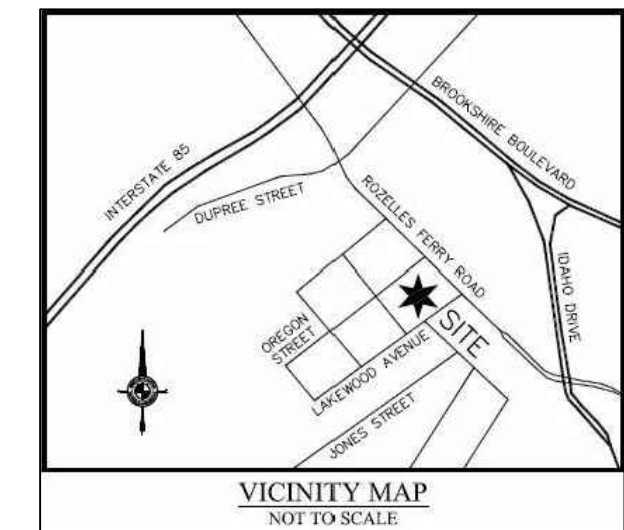 BROOKSHIRE BOULEVARD
INTERSTATE 85
DUPREE STREET
ROZELLES FERRY ROAD
IDAHO DRIVE
OREGON
STREET
SITE
LAKEWOOD AVENUE
JONES STREET
VICINITY MAP
NOT TO SCALE